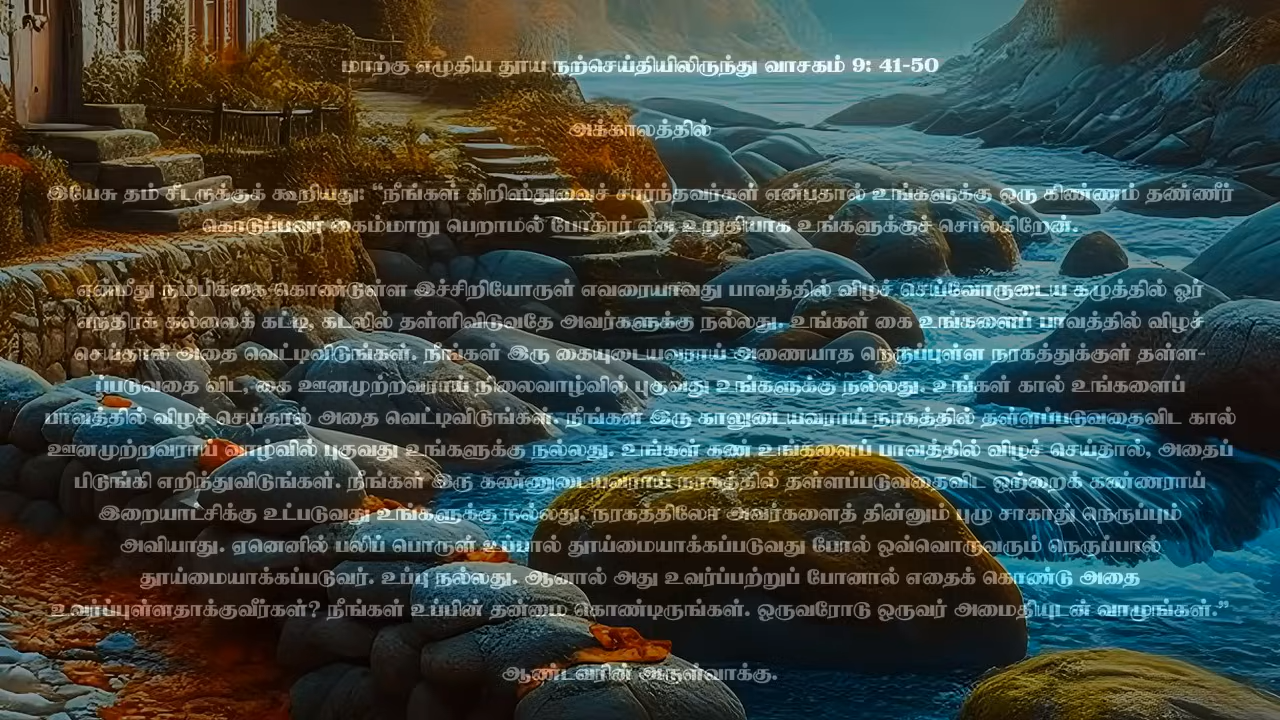 மாற்கு எழுதிய தூய நற்செய்தியிலிருந்து வாசகம் 9: 41-50
அக்காலத்தில்
இயேசு தம் சீடருக்குக் கூறியது: “நீங்கள் கிறிஸ்துவைச் சார்ந்தவர்கள் என்பதால் உங்களுக்கு ஒரு கிண்ணம் தண்ணீர்
கொடுப்பவர் கைம்மாறு பெறாமல் போகார் என உறுதியாக உங்களுக்குச் சொல்கிறேன்.
என்மீது நம்பிக்கை கொண்டுள்ள இச்சிறியோருள் எவரையாவது பாவத்தில் விழச் செய்வோருடைய கழுத்தில் ஓர்
எந்திரக் கல்லைக் கட்டி, கடலில் தள்ளிவிடுவதே அவர்களுக்கு நல்லது. உங்கள் கை உங்களைப் பாவத்தில் விழச்
செய்தால் அதை வெட்டிவிடுங்கள். நீங்கள் இரு கையுடையவராய் அணையாத நெருப்புள்ள நரகத்துக்குள் தள்ள-
ப்படுவதை விட, கை ஊனமுற்றவராய் நிலைவாழ்வில் புகுவது உங்களுக்கு நல்லது. உங்கள் கால் உங்களைப்
பாவத்தில் விழச் செய்தால் அதை வெட்டிவிடுங்கள். நீங்கள் இரு காலுடையவராய் நரகத்தில் தள்ளப்படுவதைவிட கால்
ஊனமுற்றவராய் வாழ்வில் புகுவது உங்களுக்கு நல்லது. உங்கள் கண் உங்களைப் பாவத்தில் விழச் செய்தால், அதைப்
பிடுங்கி எறிந்துவிடுங்கள். நீங்கள் இரு கண்ணுடையவராய் நரகத்தில் தள்ளப்படுவதைவிட ஒற்றைக் கண்ணராய்
இறையாட்சிக்கு உட்படுவது உங்களுக்கு நல்லது. நரகத்திலோ அவர்களைத் தின்னும் புழு சாகாது; நெருப்பும்
அவியாது. ஏனெனில் பலிப் பொருள் உப்பால் தூய்மையாக்கப்படுவது போல் ஒவ்வொருவரும் நெருப்பால்
தூய்மையாக்கப்படுவர். உப்பு நல்லது. ஆனால் அது உவர்ப்பற்றுப் போனால் எதைக் கொண்டு அதை
உவர்ப்புள்ளதாக்குவீர்கள்? நீங்கள் உப்பின் தன்மை கொண்டிருங்கள். ஒருவரோடு ஒருவர் அமைதியுடன் வாழுங்கள்.”
ஆண்டவரின் அருள்வாக்கு.